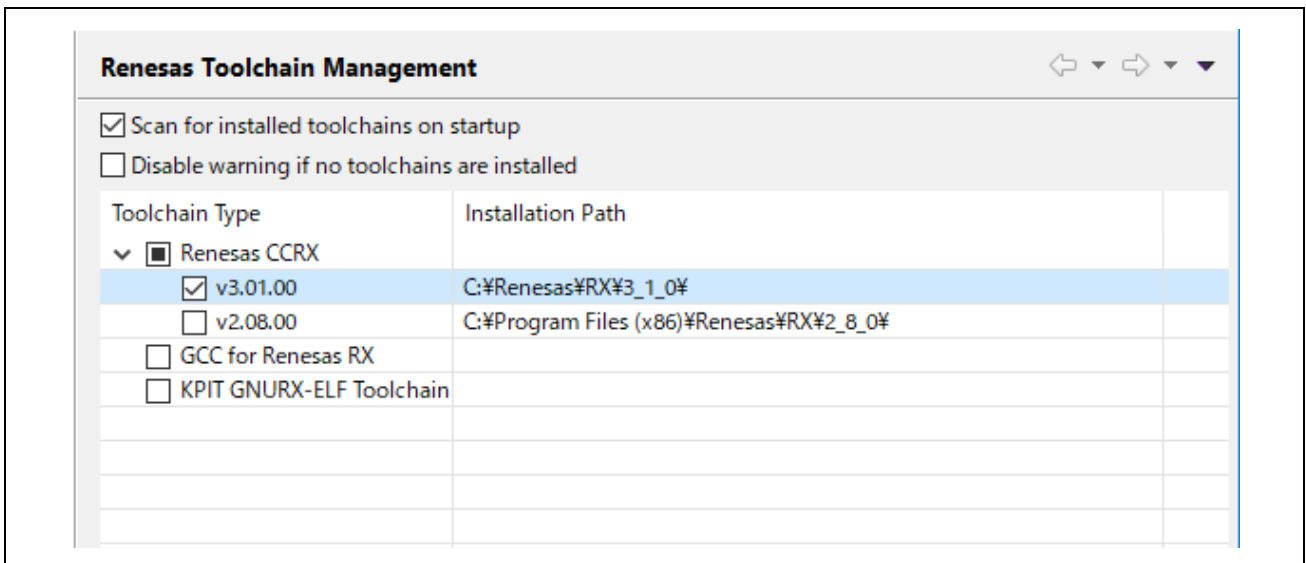 Renesas Toolchain Management
Scan for installed toolchains on startup
Disable warning if no toolchains are installed
Toolchain Type Installation Path
Renesas CCRX
v3.01.00 C:¥Renesas¥RX¥3_1_0¥
v2.08.00 C:¥Program Files (x86)¥Renesas¥RX¥2_8_0¥
GCC for Renesas RX
KPIT GNURX-ELF Toolchain